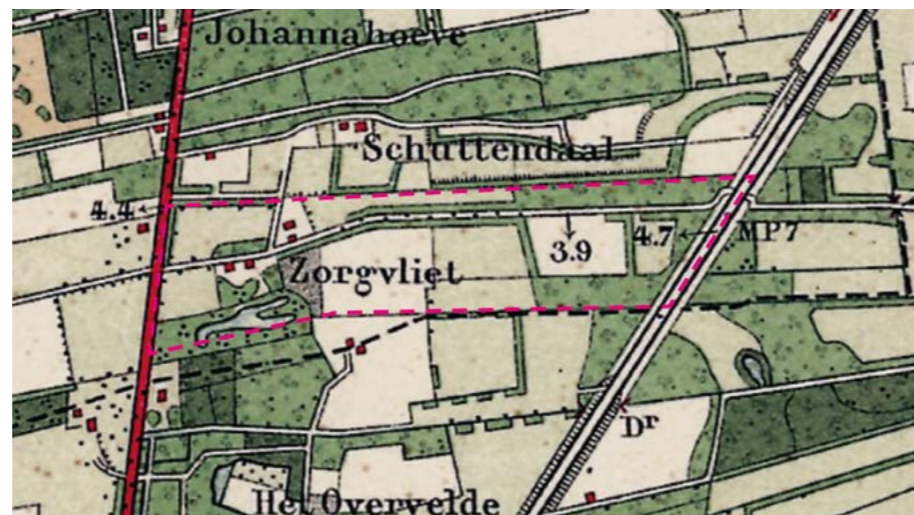 Johannahoeve
Schuttendaal
4.4
3.9
4.7
MP7
Zorgvliet
Dr
Het Overvelde